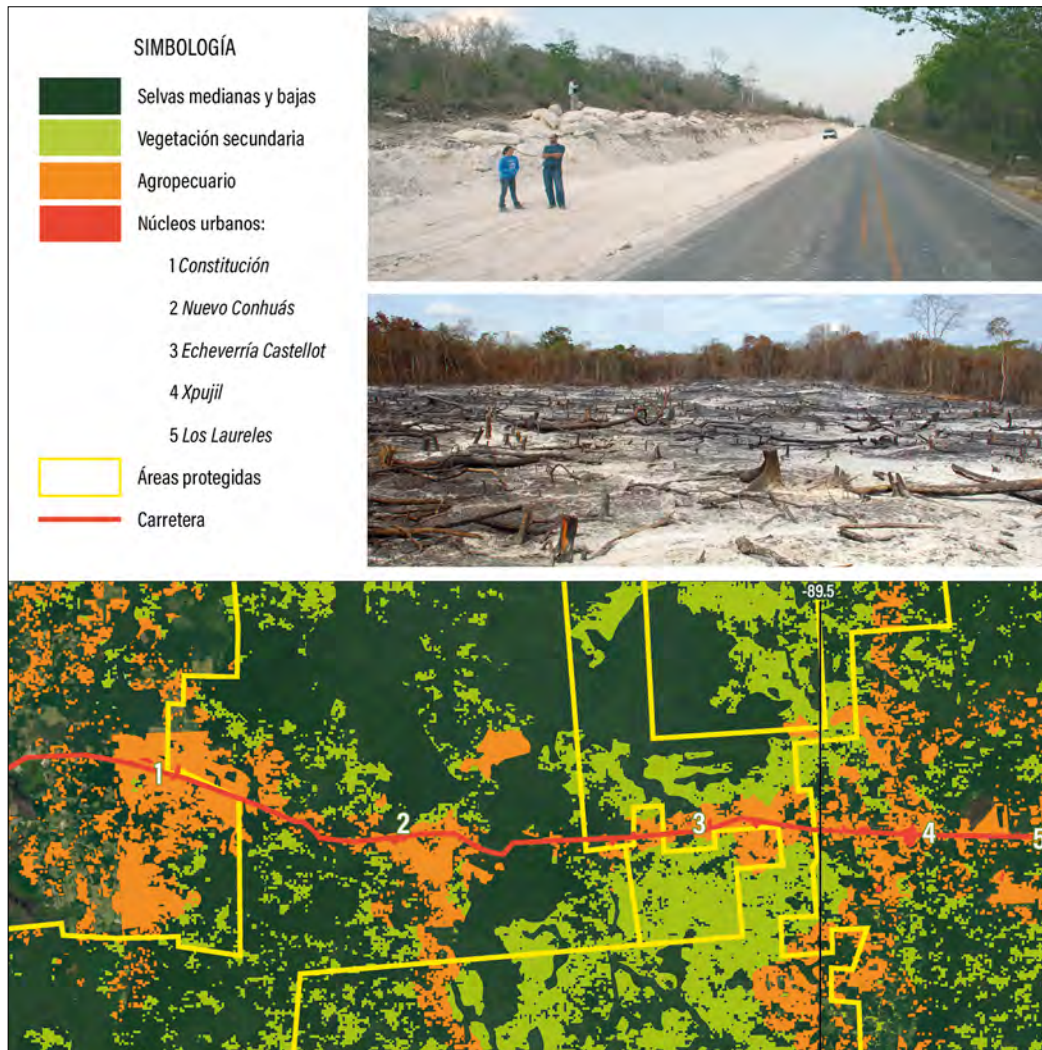 SIMBOLOGÍA
Selvas medianas y bajas
Vegetación secundaria
Agropecuario
Núcleos urbanos:
1 Constitución
2 Nuevo Conhuás
3 Echeverría Castellot
4 Xpujil
5 Los Laureles
Áreas protegidas
Carretera
-89.5
1
2
3
4
5